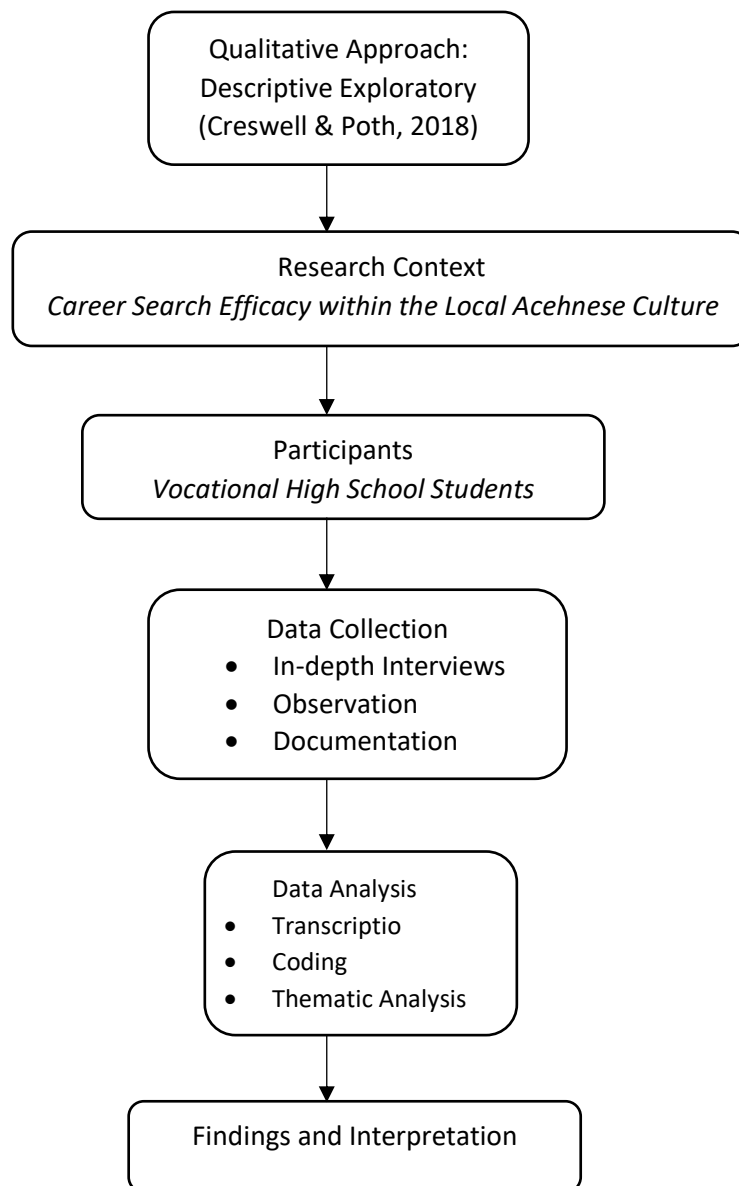 Qualitative Approach:
Descriptive Exploratory
(Creswell & Poth, 2018)
Research Context
Career Search Efficacy within the Local Acehnese Culture
Participants
Vocational High School Students
Data Collection
• In-depth Interviews
• Observation
• Documentation
Data Analysis
• Transcriptio
• Coding
• Thematic Analysis
Findings and Interpretation